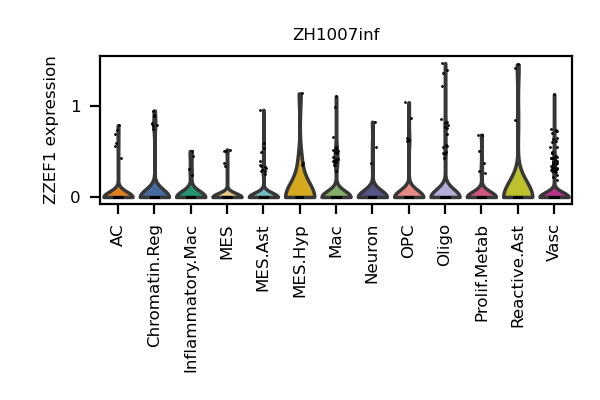 ZH1007inf
ZZEF1 expression
1
0
AC
Chromatin.Reg
Inflammatory.Mac
MES
MES.Ast
MES.Hyp
Mac
Neuron
OPC
Oligo
Prolif.Metab
Reactive.Ast
Vasc